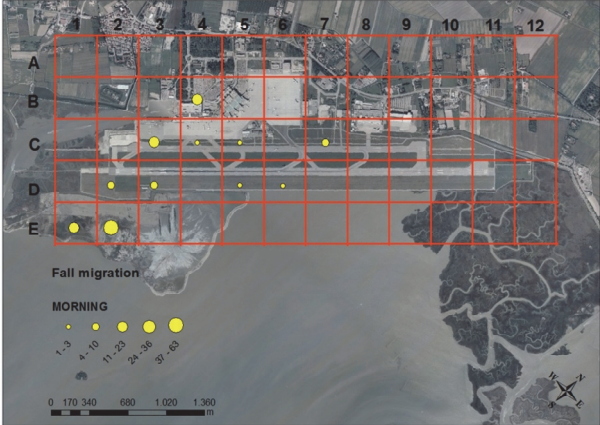 1 2 3 4 5 6 7 8 9 10 11 12
A
B
C
D
E
Fall migration
MORNING
1 - 3 4 - 10 11 - 23 24 - 36 37 - 63
0 170 340 680 1.020 1.360
m
N
W
E
S